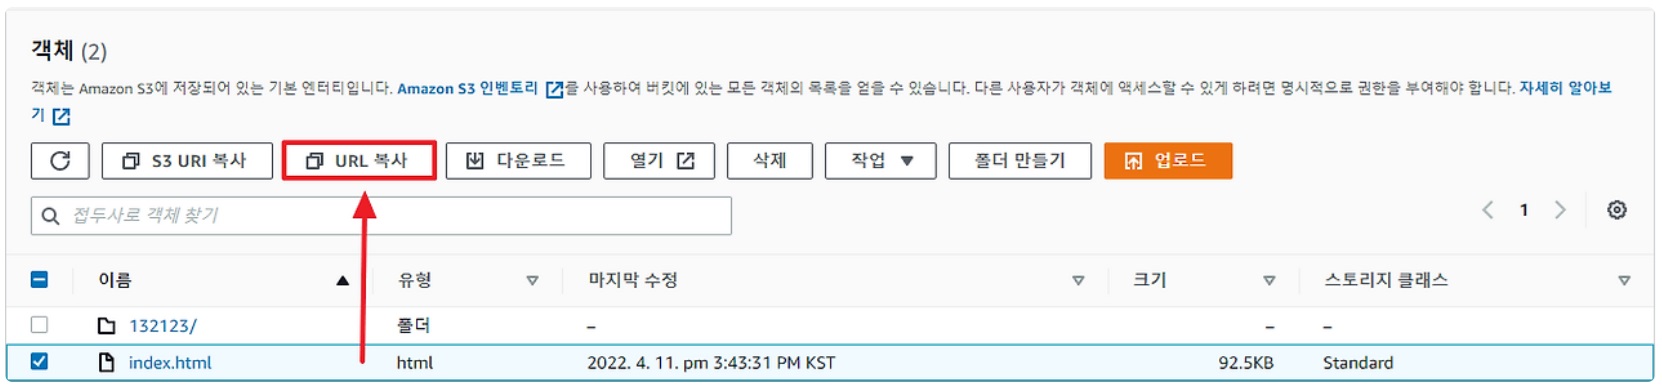 객체 (2)
객체는 Amazon S3에 저장되어 있는 기본 엔터티입니다. Amazon S3 인벤토리를 사용하여 버킷에 있는 모든 객체의 목록을 얻을 수 있습니다. 다른 사용자가 객체에 액세스할 수 있게 하려면 명시적으로 권한을 부여해야 합니다. 자세히 알아보
기
S3 URI 복사 URL 복사 다운로드 열기 삭제 작업 ▼ 폴더 만들기 업로드
접두사로 객체 찾기 1
이름 유형 마지막 수정 크기 스토리지 클래스
132123/ 폴더 – – –
index.html html 2022. 4. 11. pm 3:43:31 PM KST 92.5KB Standard